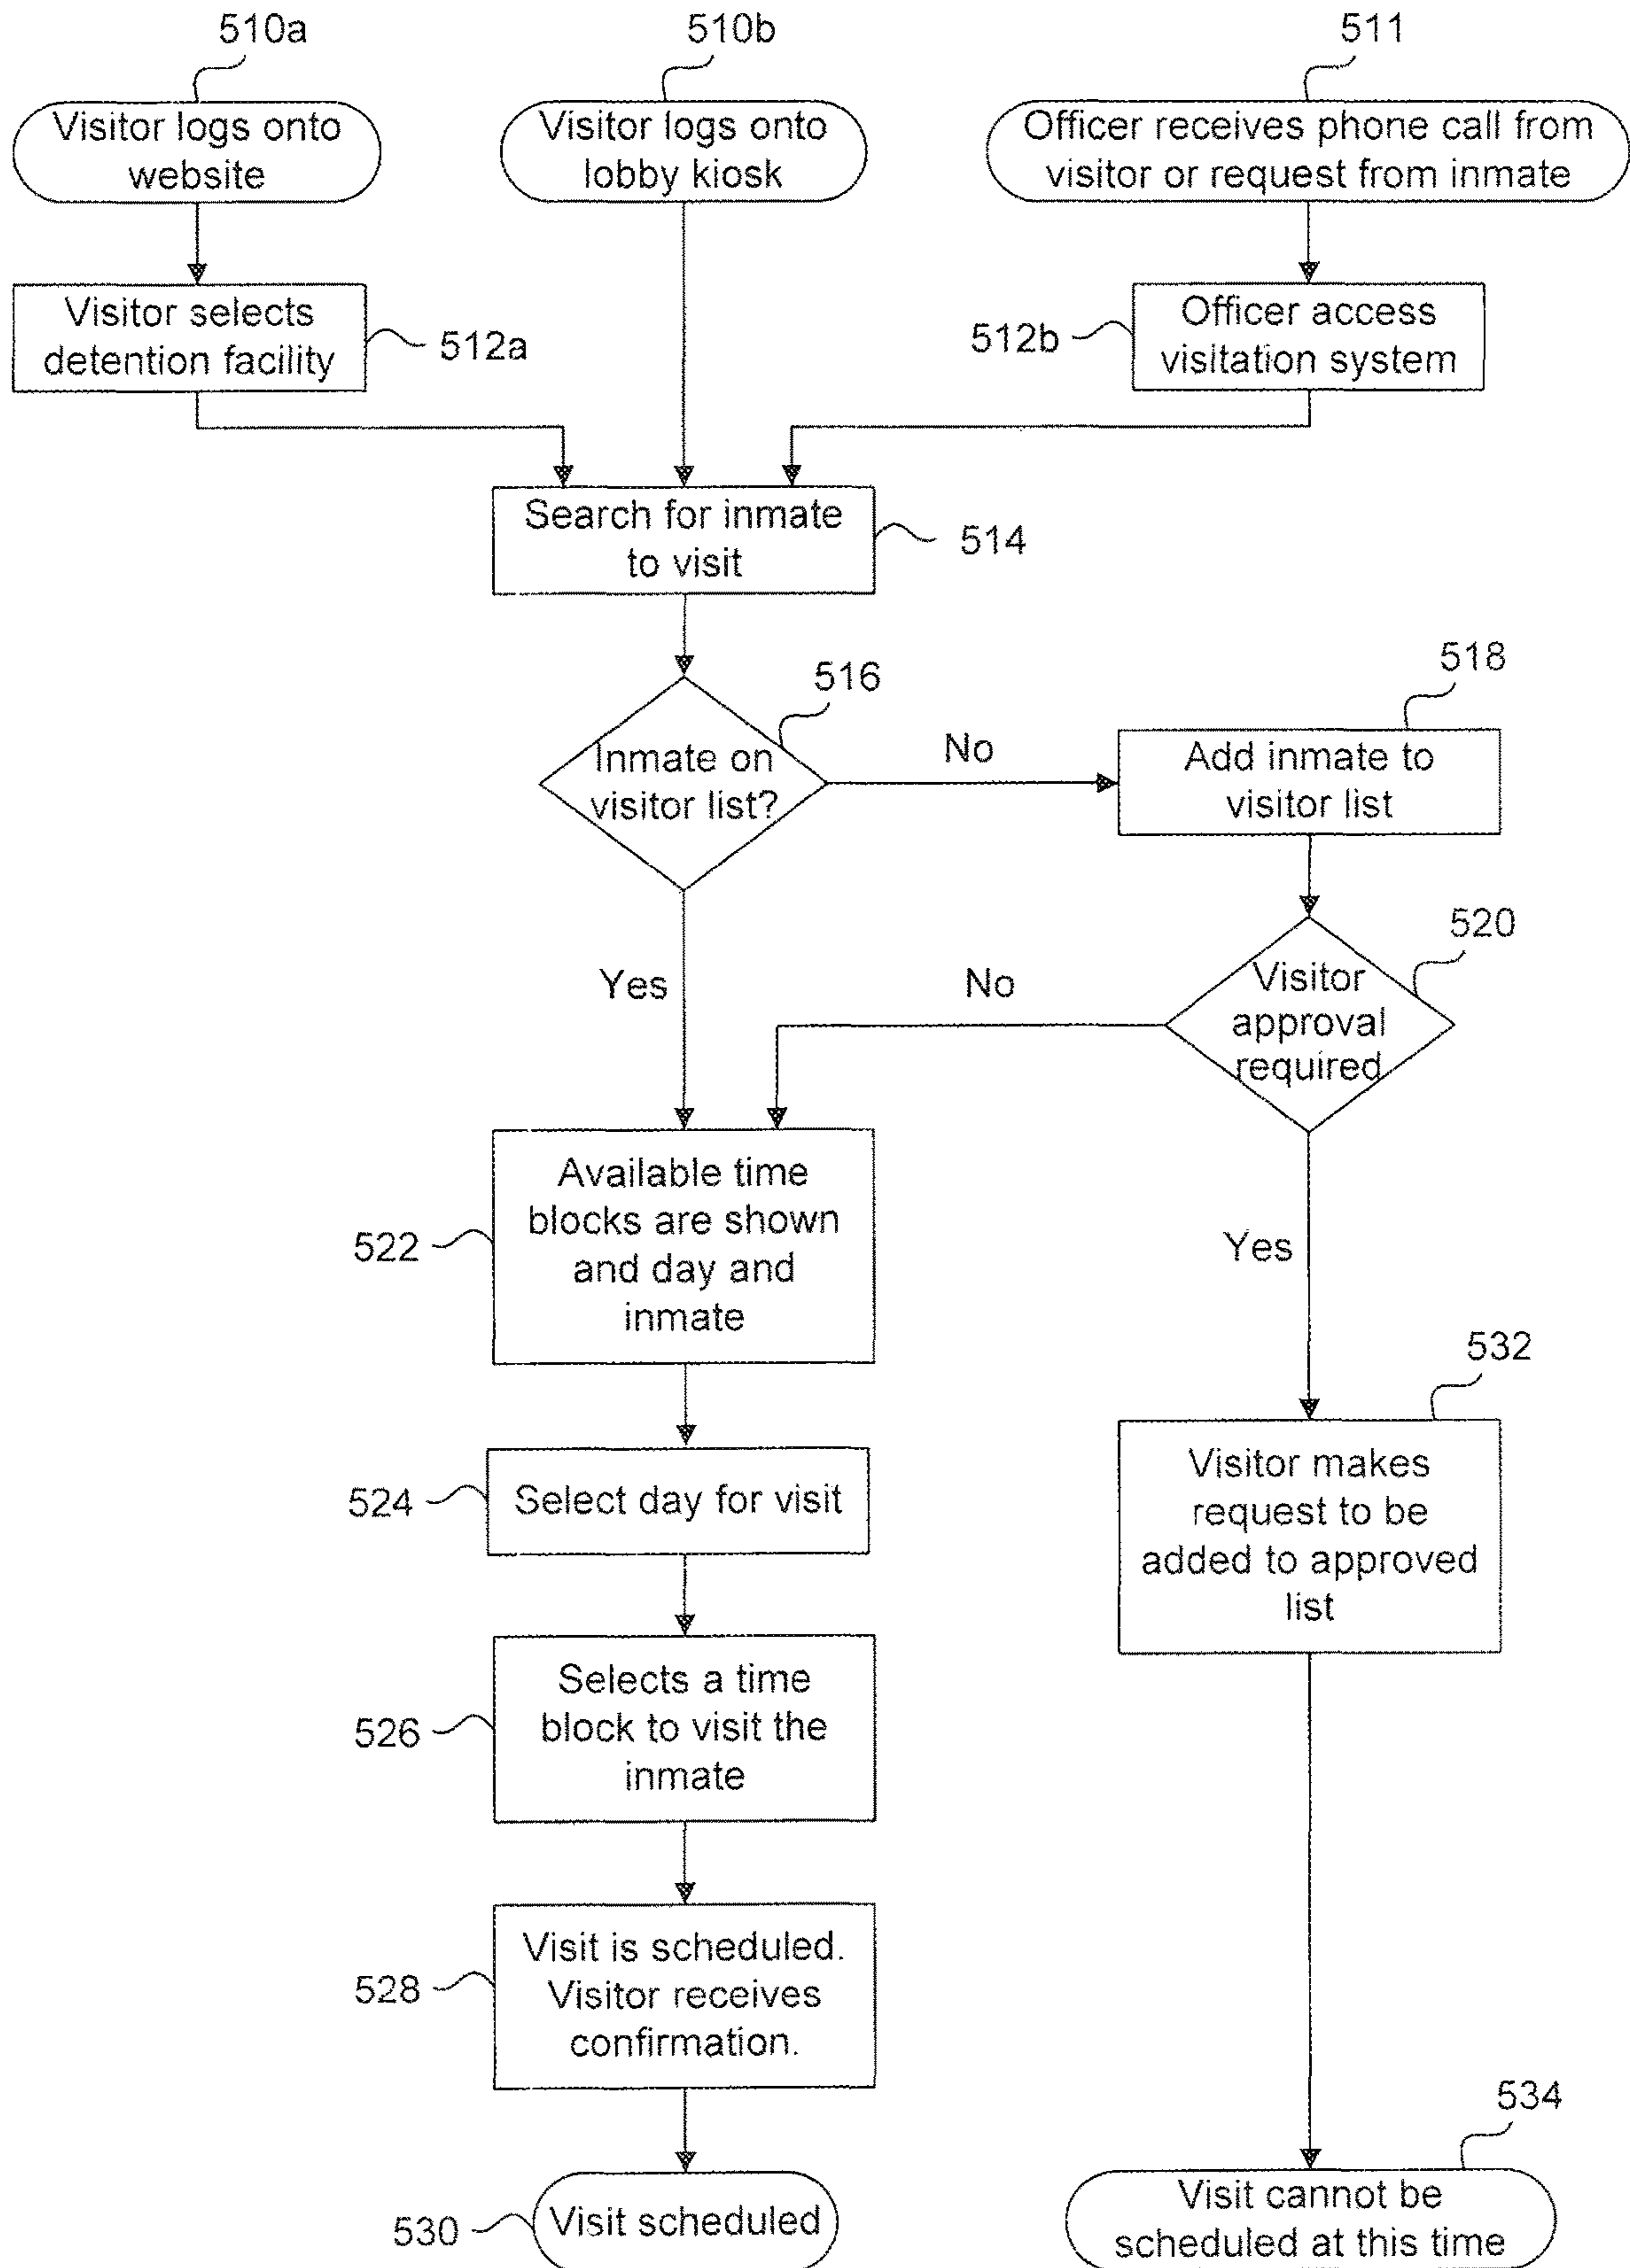 510a
510b
511
Visitor logs onto
website
Visitor logs onto
lobby kiosk
Officer receives phone call from
visitor or request from inmate
Visitor selects
detention facility
512a
512b
Officer access
visitation system
Search for inmate
to visit
514
516
518
Inmate on
visitor list?
No
Add inmate to
visitor list
520
Yes
No
Visitor
approval
required
522
Available time
blocks are shown
and day and
inmate
Yes
532
524
Select day for visit
Visitor makes
request to be
added to approved
list
526
Selects a time
block to visit the
inmate
528
Visit is scheduled.
Visitor receives
confirmation.
534
530
Visit scheduled
Visit cannot be
scheduled at this time